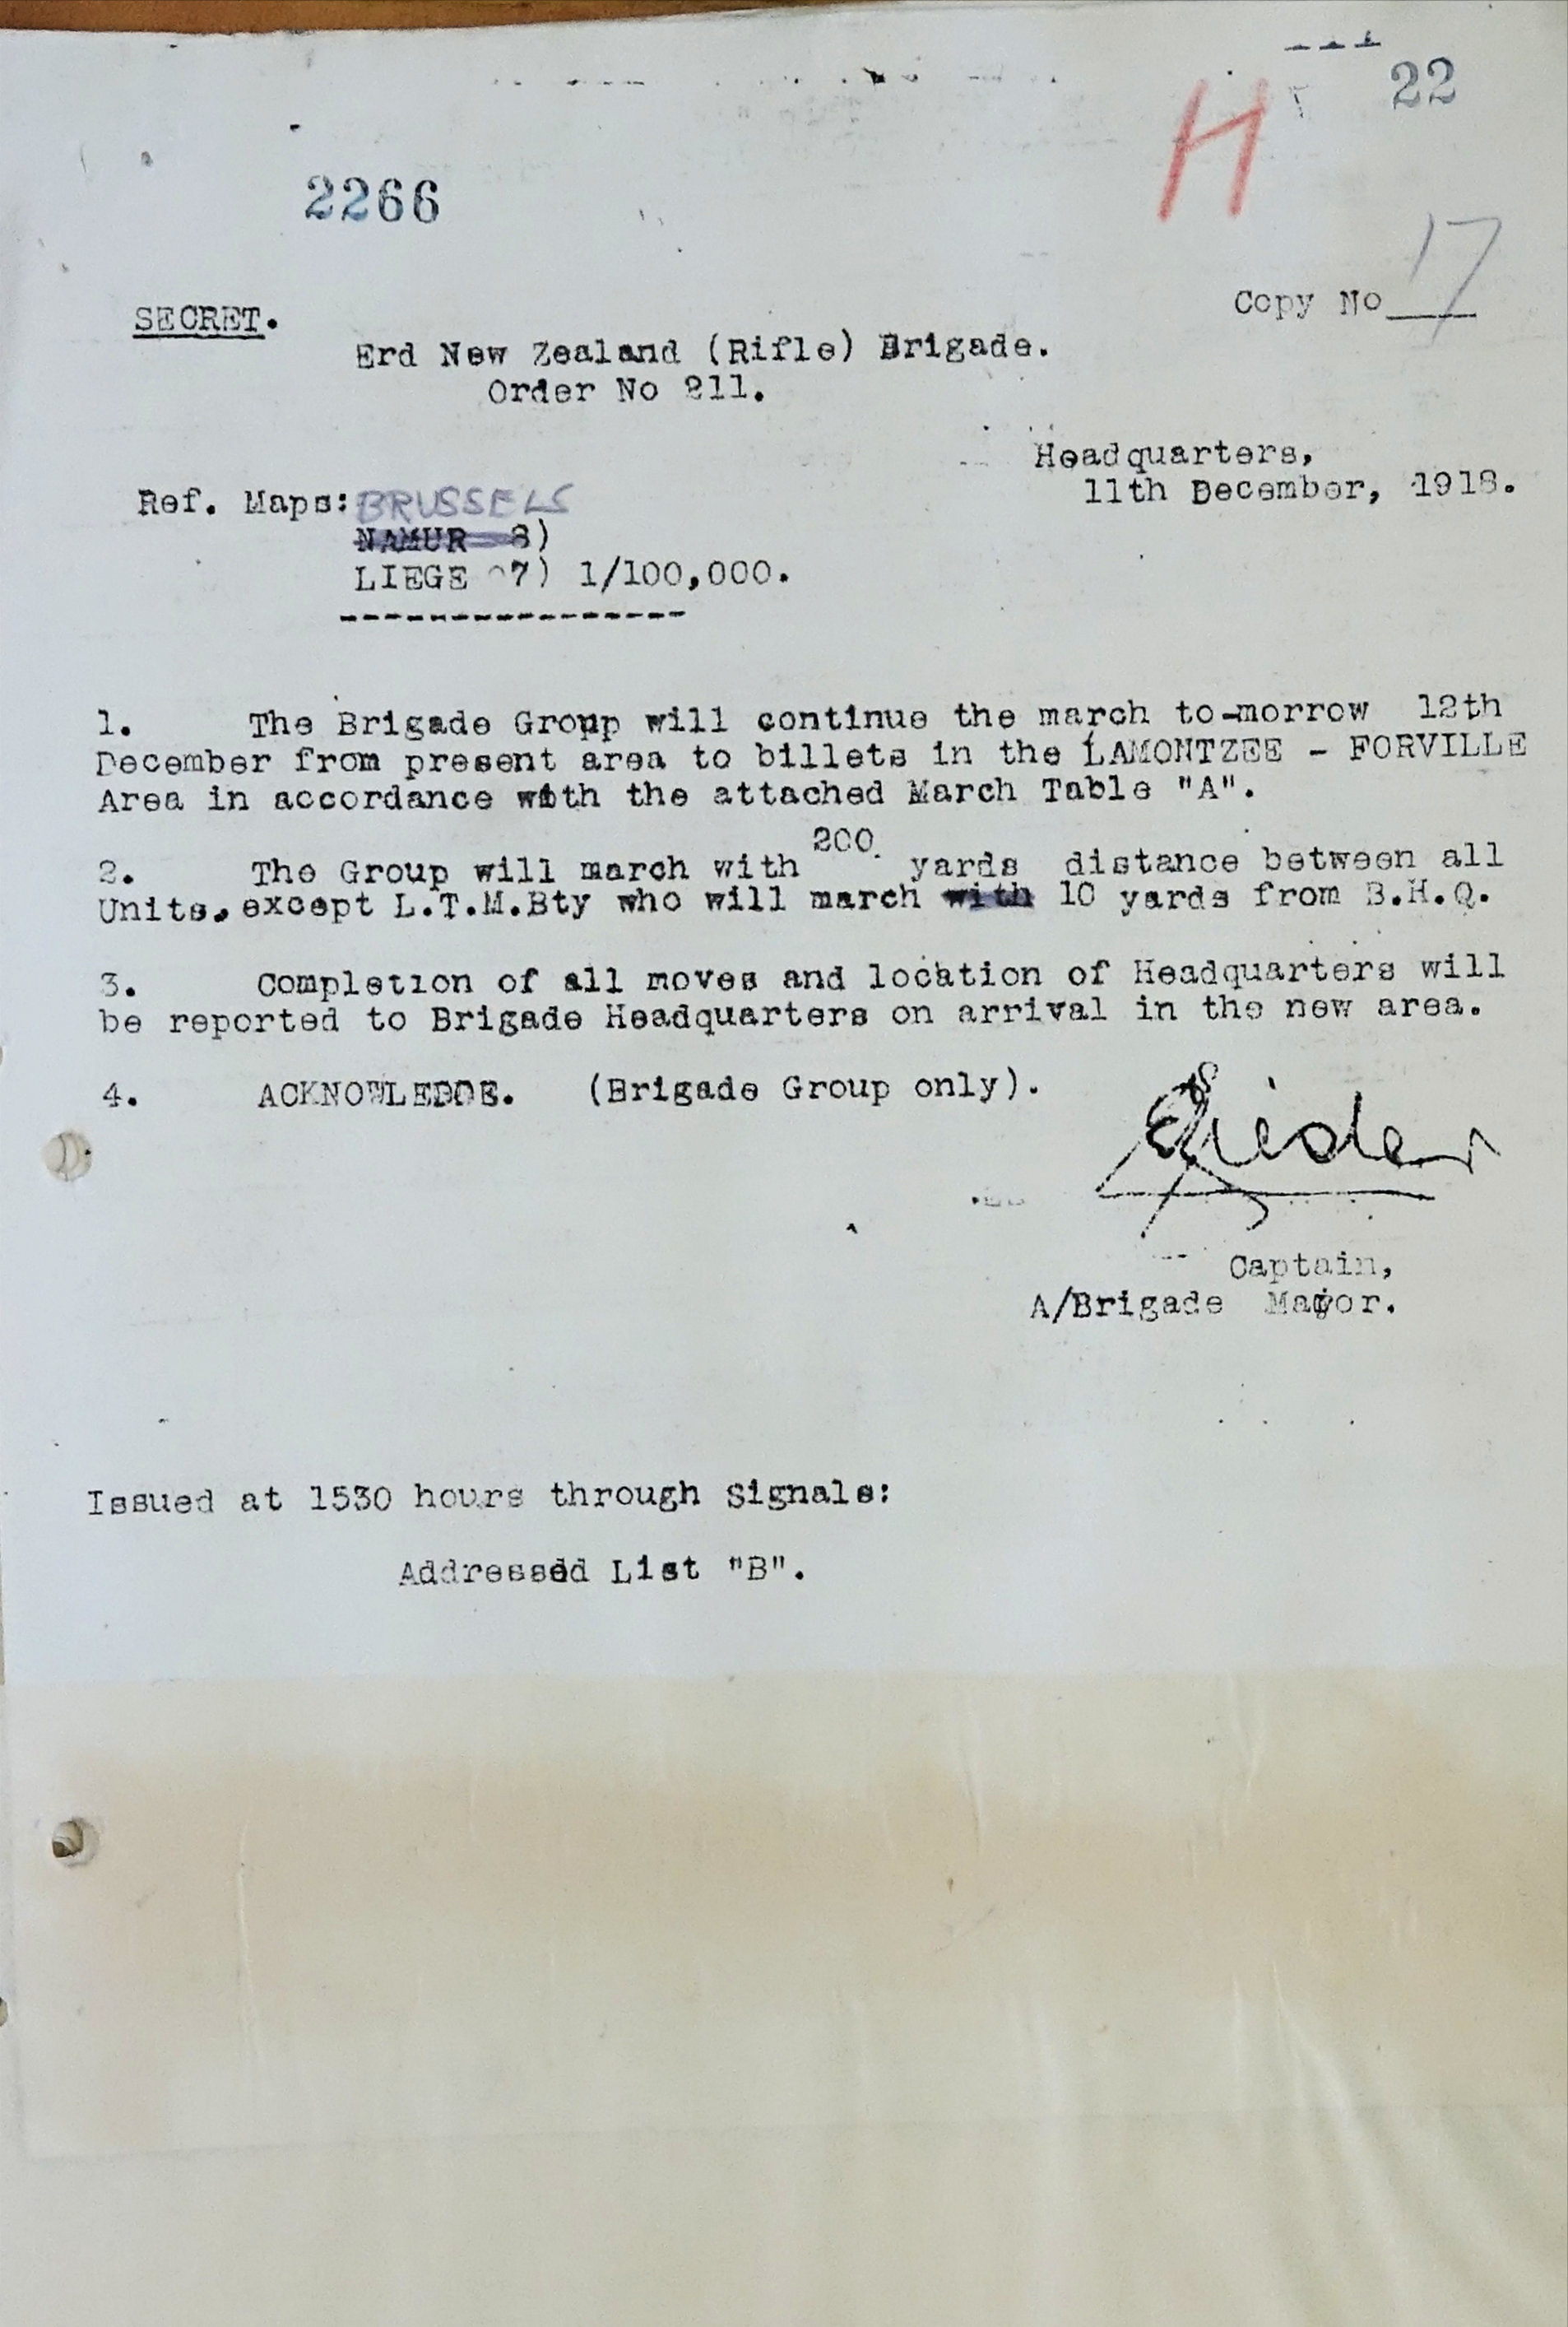 22
H
2266
17
Copy No
SECRET.
Erd New Zealand (Rifle) Brigade.
Order No 211.
Headquarters,
11th December, 1918.
Ref. Maps: BRUSSELS
NAMUR 8)
LIEGE 7) 1/100,000.
-----------------
1. The Brigade Group will continue the march to-morrow 12th
December from present area to billets in the LAMONTZEE - FORVILLE
Area in accordance with the attached March Table "A".
200
2. The Group will march with yards distance between all
Units, except L.T.M.Bty who will march with 10 yards from B.H.Q.
3. Completion of all moves and location of Headquarters will
be reported to Brigade Headquarters on arrival in the new area.
4. ACKNOWLEDGE. (Brigade Group only).
Captain,
A/Brigade Major.
Issued at 1530 hours through Signals:
Addressed List "B".